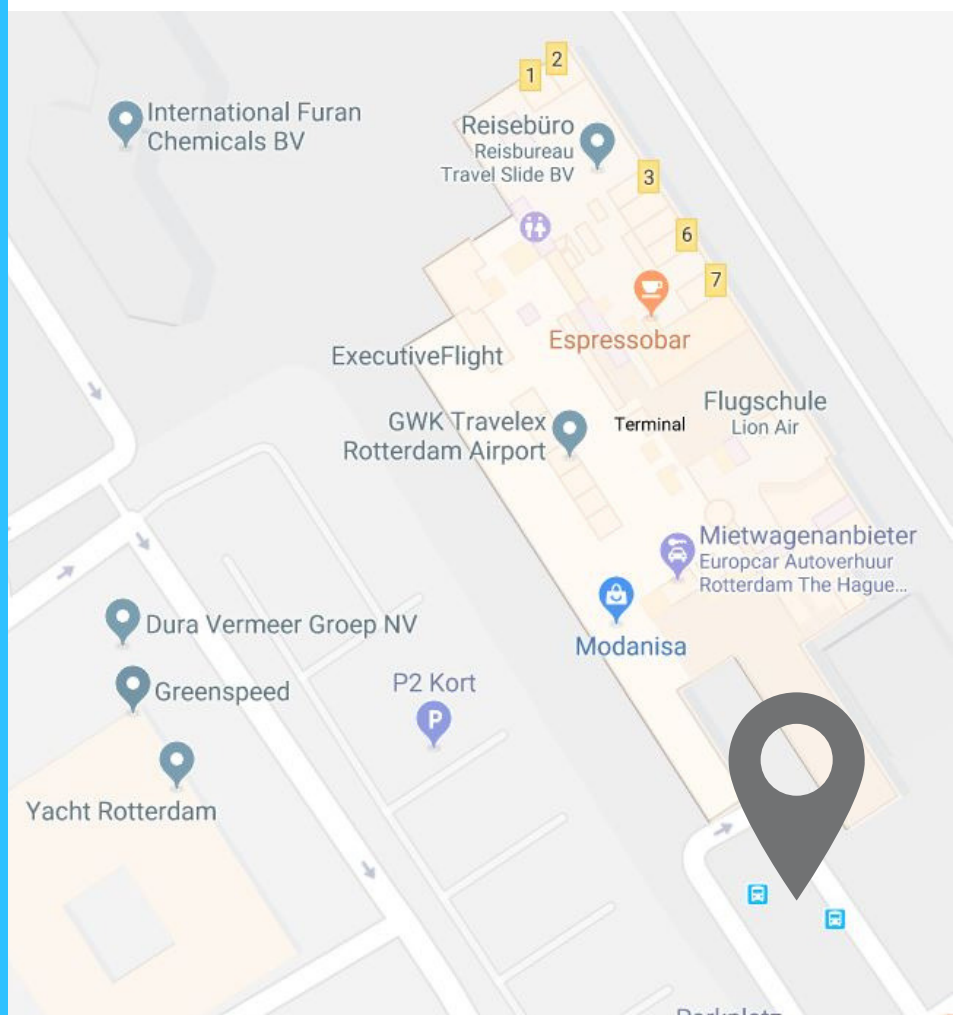 2
1
International Furan
Chemicals BV
Reisebüro
Reisbureau
Travel Slide BV
3
6
7
Espressobar
ExecutiveFlight
Flugschule
Lion Air
GWK Travelex
Rotterdam Airport
Terminal
Mietwagenanbieter
Europcar Autoverhuur
Rotterdam The Hague...
Dura Vermeer Groep NV
Modanisa
P2 Kort
P
Greenspeed
Yacht Rotterdam
Parkplatz